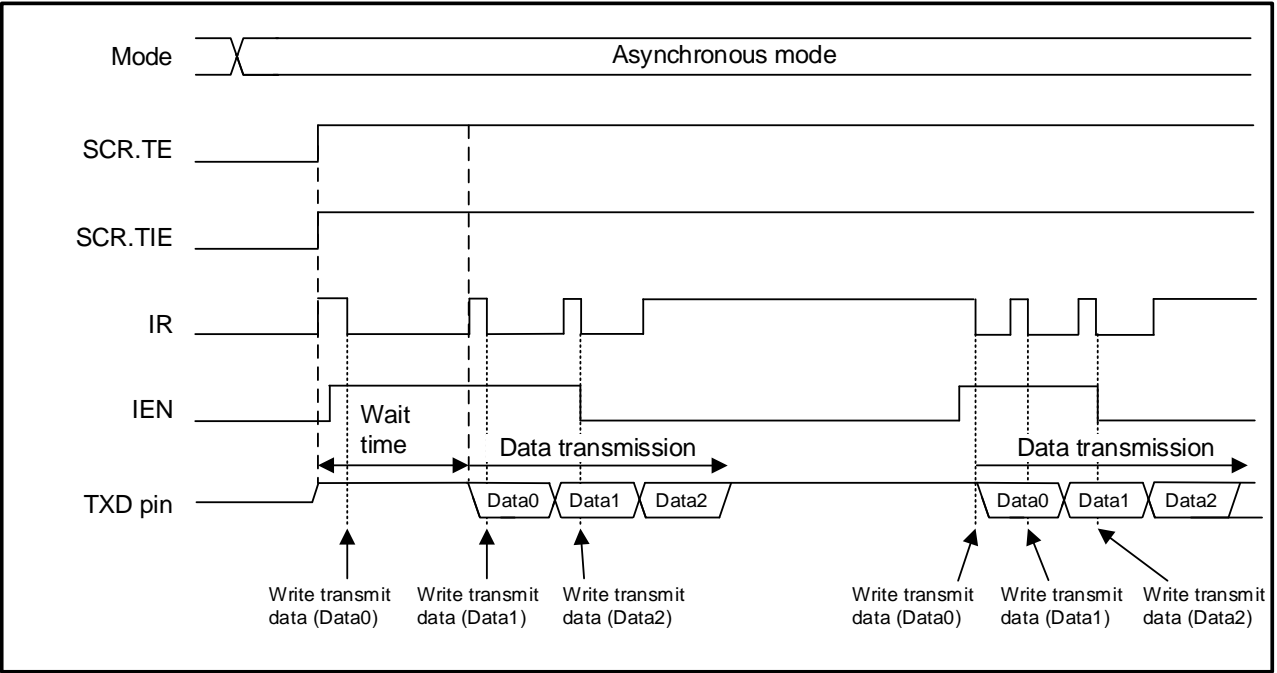 Mode
Asynchronous mode
SCR.TE
SCR.TIE
IR
IEN
Wait
time
Data transmission
Data transmission
TXD pin
Data0
Data1
Data2
Data0
Data1
Data2
Write transmit
data (Data0)
Write transmit
data (Data1)
Write transmit
data (Data2)
Write transmit
data (Data0)
Write transmit
data (Data1)
Write transmit
data (Data2)